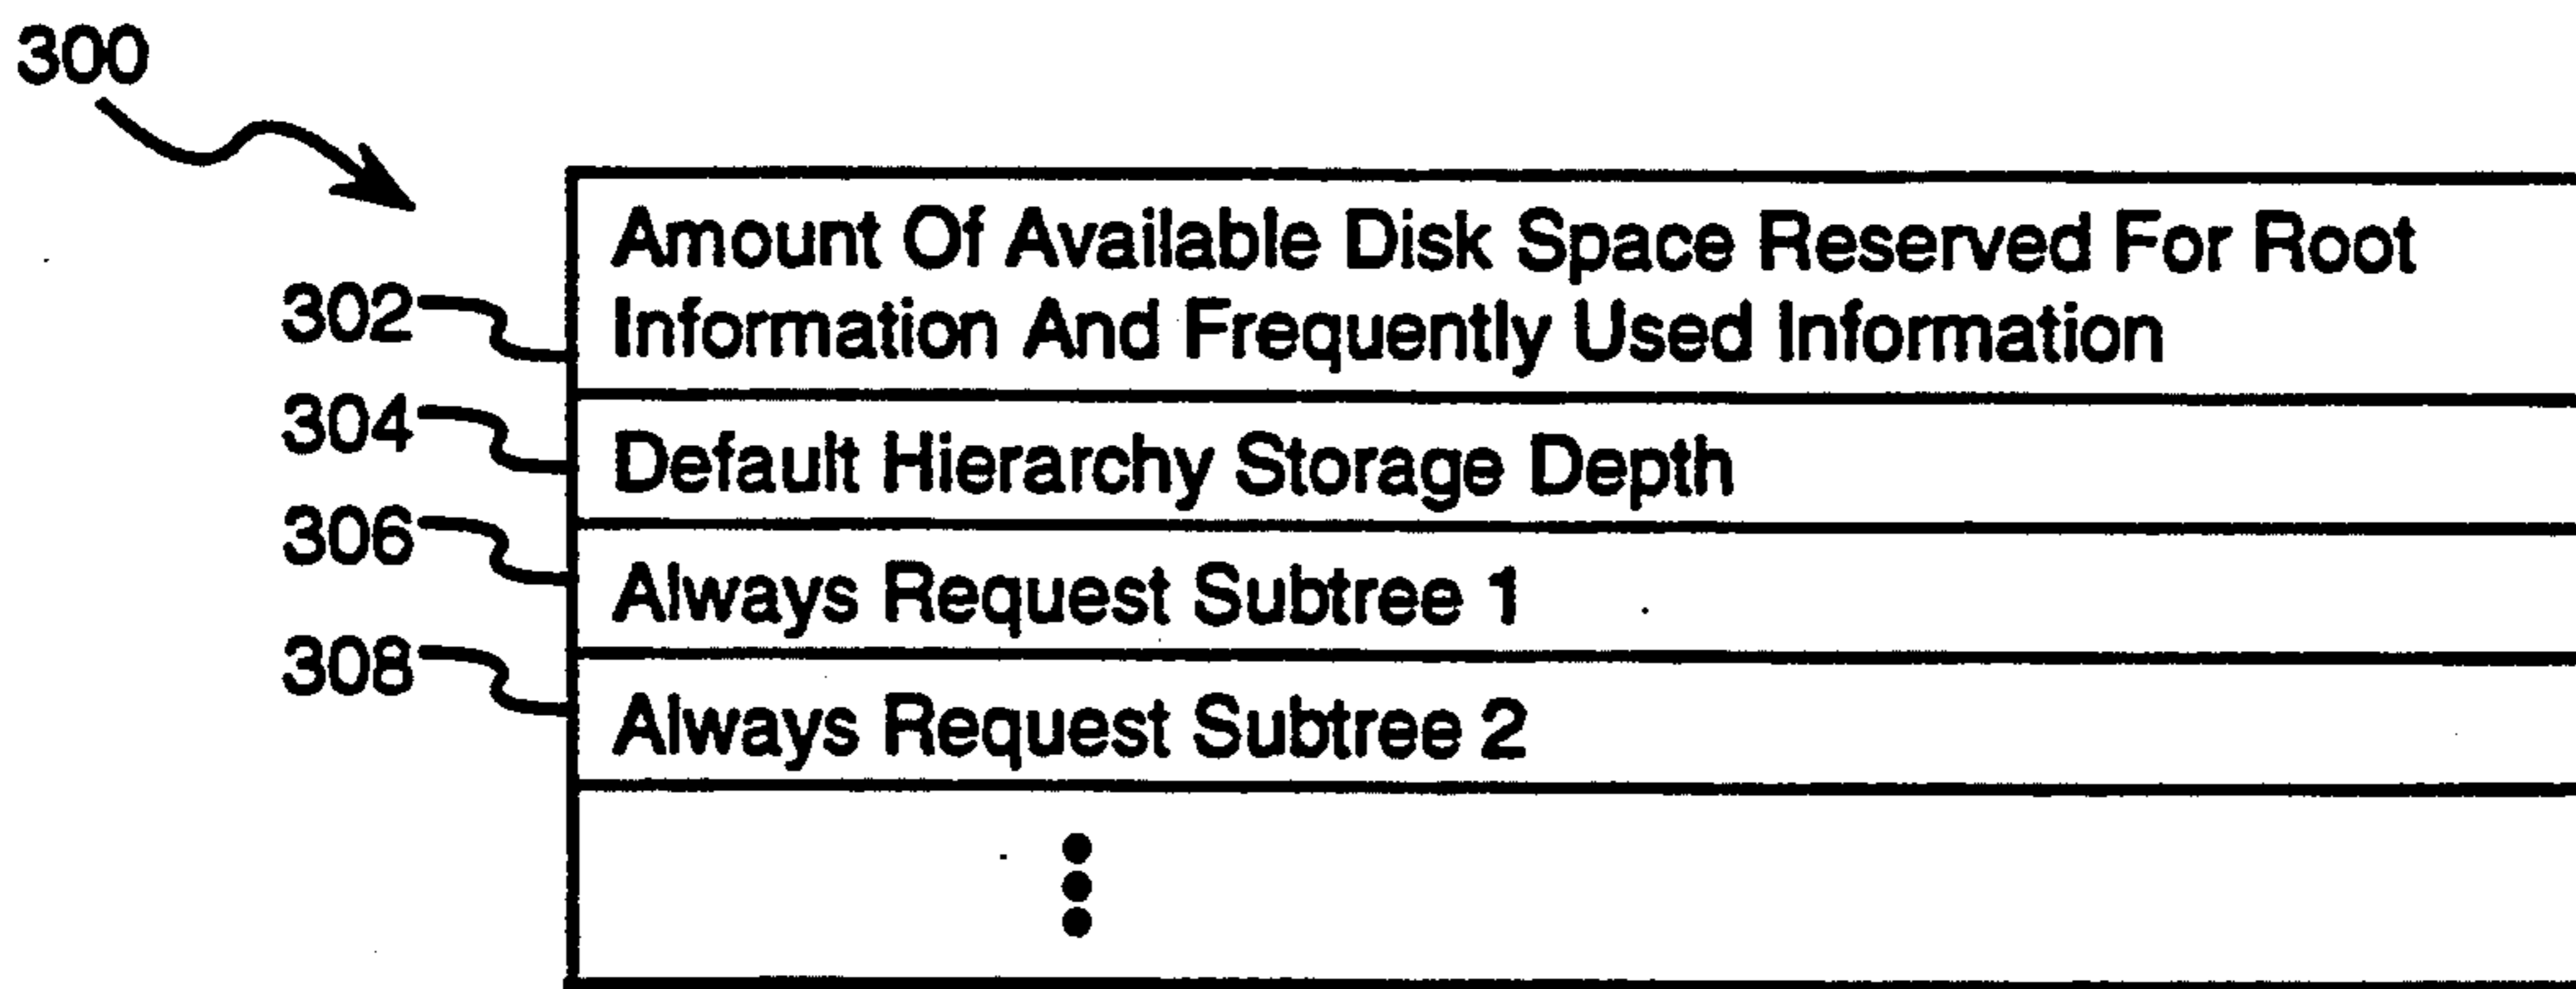 300
302
Amount Of Available Disk Space Reserved For Root
Information And Frequently Used Information
304
Default Hierarchy Storage Depth
306
Always Request Subtree 1
308
Always Request Subtree 2